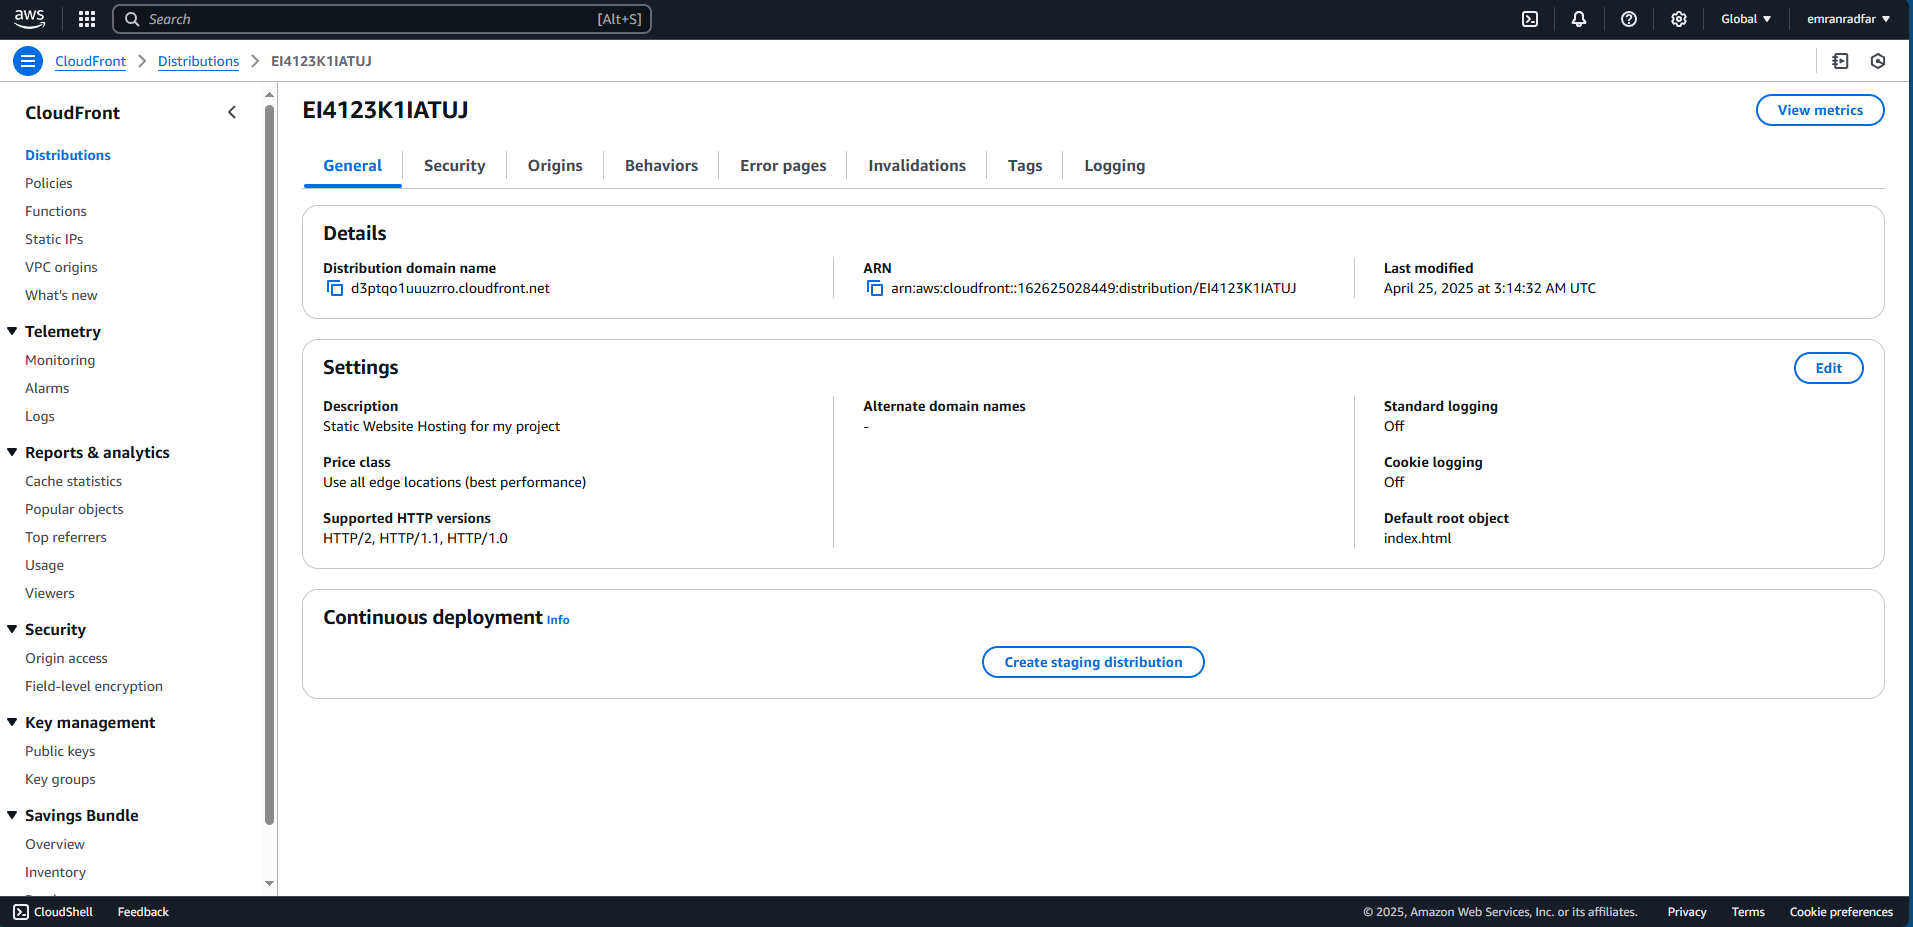 aws
Search
[Alt+S]
Global
emranradfar
CloudFront
Distributions
EI4123K1IATUJ
CloudFront
Distributions
Policies
Functions
Static IPs
VPC origins
What's new
Telemetry
Monitoring
Alarms
Logs
Reports & analytics
Cache statistics
Popular objects
Top referrers
Usage
Viewers
Security
Origin access
Field-level encryption
Key management
Public keys
Key groups
Savings Bundle
Overview
Inventory
EI4123K1IATUJ
View metrics
General
Security
Origins
Behaviors
Error pages
Invalidations
Tags
Logging
Details
Distribution domain name
d3ptqo1uuuzrro.cloudfront.net
ARN
arn:aws:cloudfront::162625028449:distribution/EI4123K1IATUJ
Last modified
April 25, 2025 at 3:14:32 AM UTC
Settings
Edit
Description
Static Website Hosting for my project
Price class
Use all edge locations (best performance)
Supported HTTP versions
HTTP/2, HTTP/1.1, HTTP/1.0
Alternate domain names
-
Standard logging
Off
Cookie logging
Off
Default root object
index.html
Continuous deployment Info
Create staging distribution
CloudShell
Feedback
© 2025, Amazon Web Services, Inc. or its affiliates.
Privacy
Terms
Cookie preferences